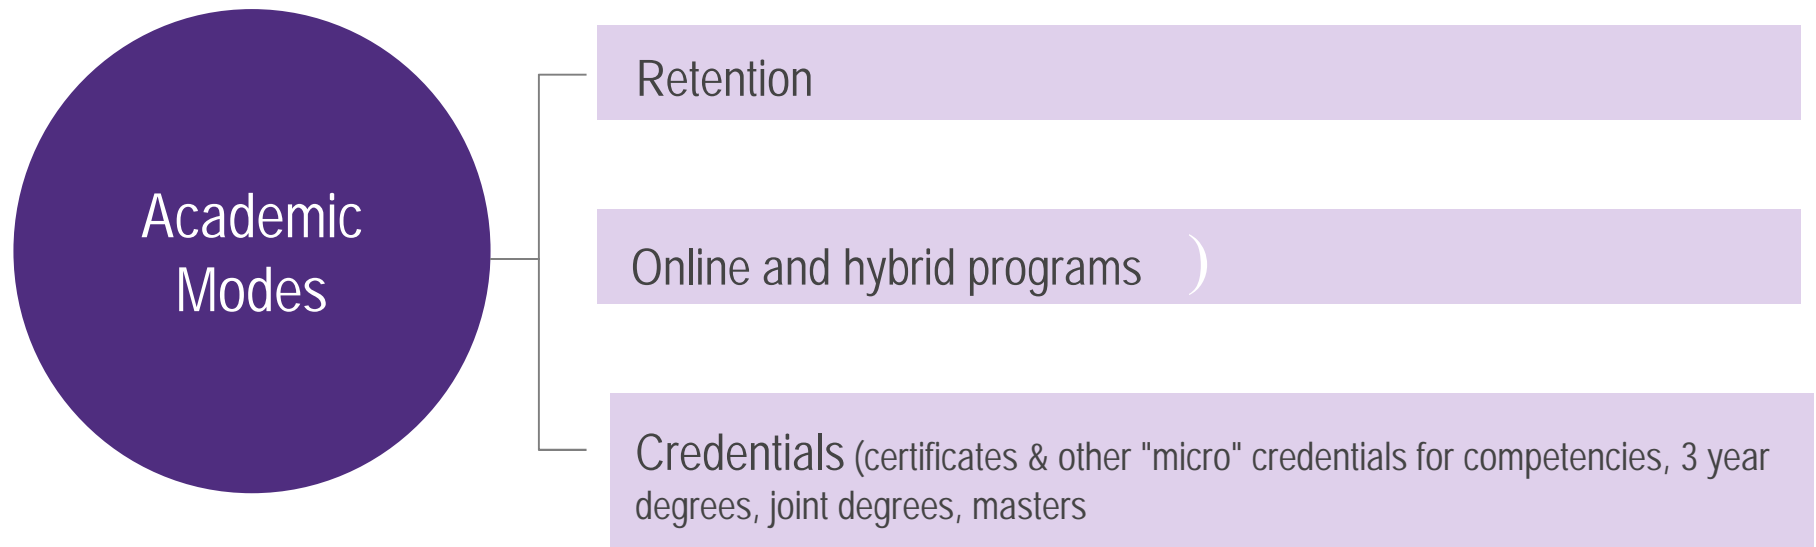 Academic
Modes
Retention
Online and hybrid programs )
Credentials (certificates & other "micro" credentials for competencies, 3 year
degrees, joint degrees, masters